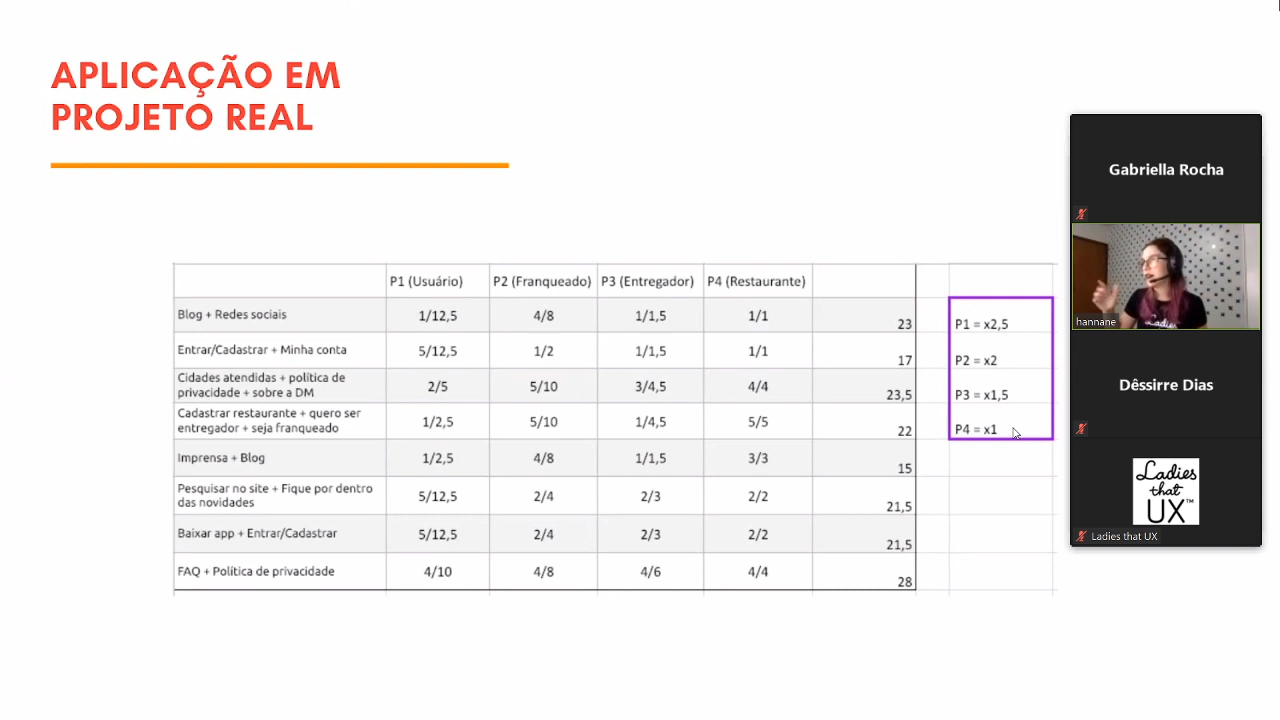 APLICAÇÃO EM
PROJETO REAL
P1 (Usuário) P2 (Franqueado) P3 (Entregador) P4 (Restaurante)
Blog + Redes sociais 1/12,5 4/8 1/1,5 1/1 23
Entrar/Cadastrar + Minha conta 5/12,5 1/2 1/1,5 1/1 17
Cidades atendidas + política de
privacidade + sobre a DM 2/5 5/10 3/4,5 4/4 23,5
Cadastrar restaurante + quero ser
entregador + seja franqueado 1/2,5 5/10 1/4,5 5/5 22
Imprensa + Blog 1/2,5 4/8 1/1,5 3/3 15
Pesquisar no site + Fique por dentro
das novidades 5/12,5 2/4 2/3 2/2 21,5
Baixar app + Entrar/Cadastrar 5/12,5 2/4 2/3 2/2 21,5
FAQ + Política de privacidade 4/10 4/8 4/6 4/4 28
P1 = x2,5
P2 = x2
P3 = x1,5
P4 = x1
Gabriella Rocha
Ladies
hannane
Dêssirre Dias
Ladies
that
UX™
Ladies that UX